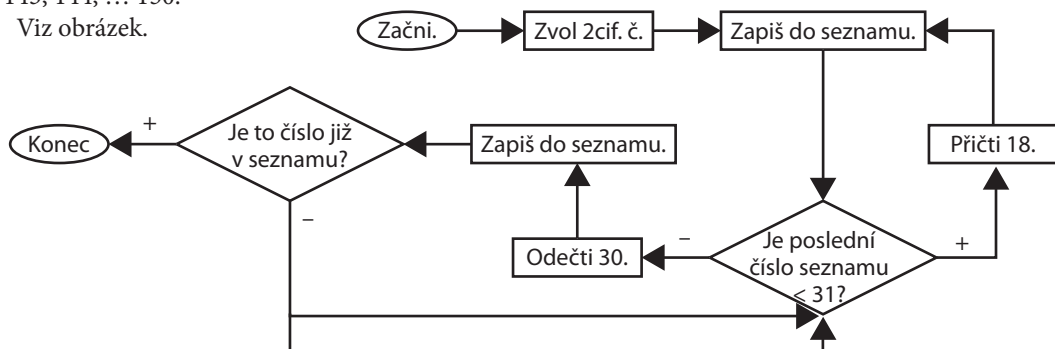 Viz obrázek.
Začni.
Zvol 2cif. č.
Zapiš do seznamu.
Je to číslo již
v seznamu?
+
Konec
Zapiš do seznamu.
Přičti 18.
–
Odečti 30.
–
Je poslední
číslo seznamu
< 31?
+